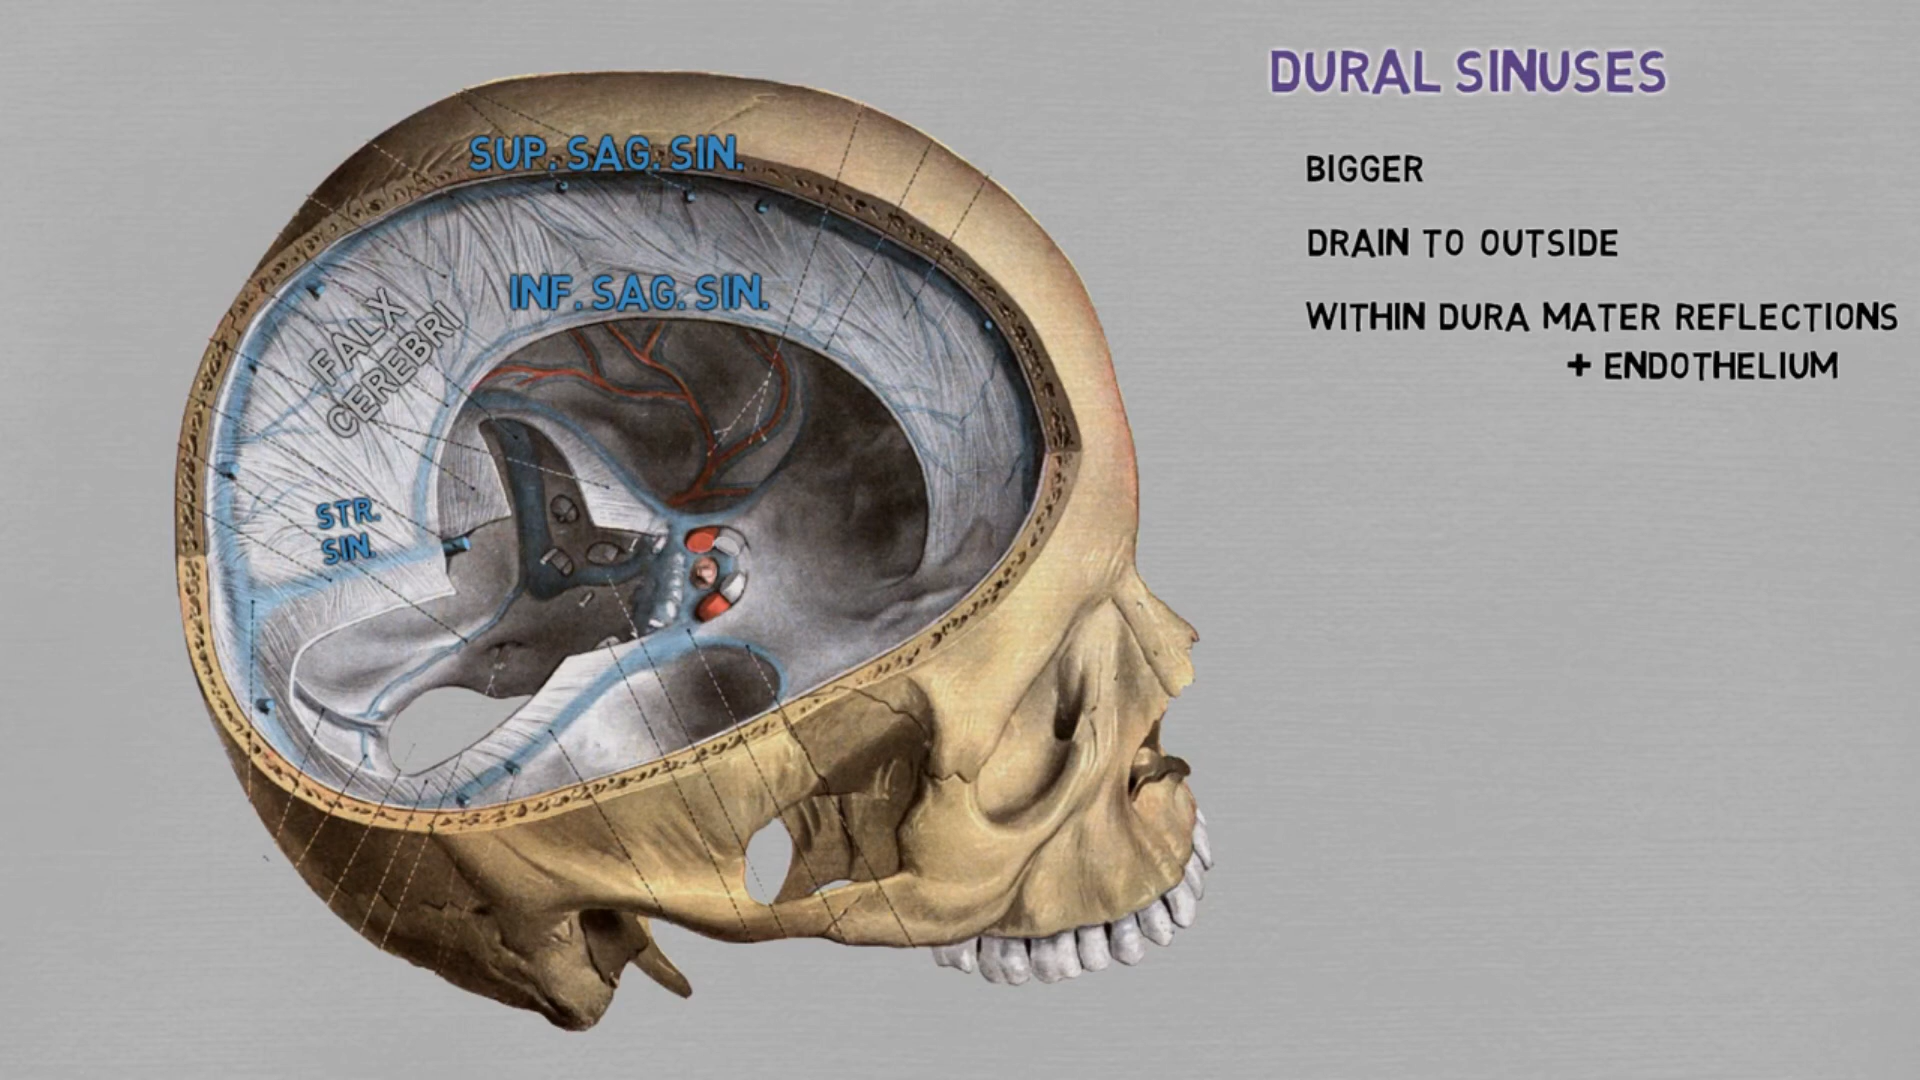 DURAL SINUSES
BIGGER
DRAIN TO OUTSIDE
WITHIN DURA MATER REFLECTIONS
+ ENDOTHELIUM
SUP. SAG. SIN.
INF. SAG. SIN.
FALX
CEREBRI
STR.
SIN.